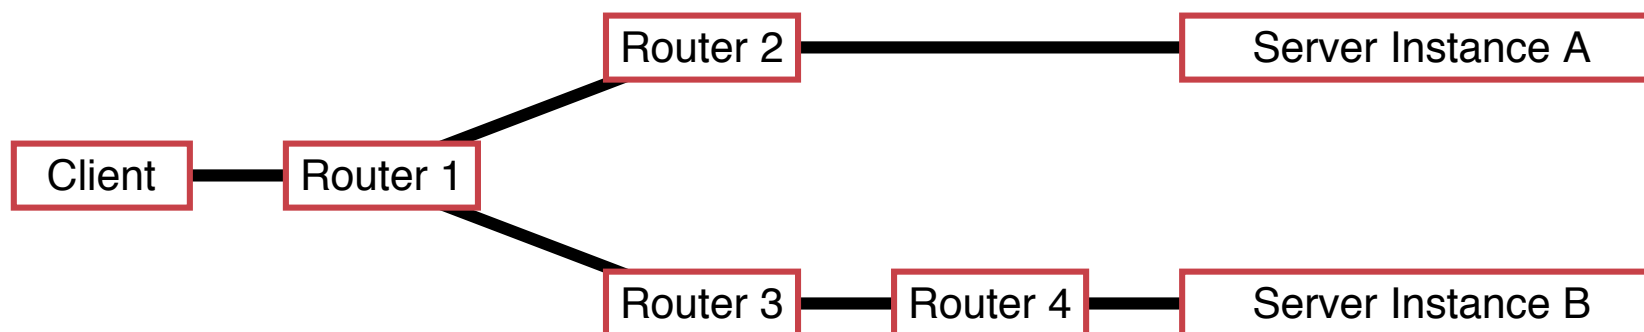 Router 2
Server Instance A
Client
Router 1
Router 3
Router 4
Server Instance B